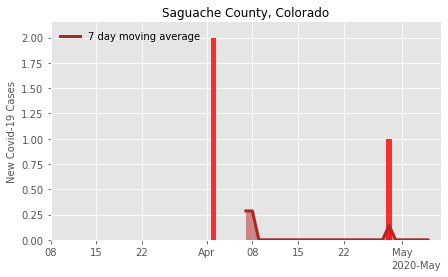 Saguache County, Colorado
7 day moving average
New Covid-19 Cases
2.00
1.75
1.50
1.25
1.00
0.75
0.50
0.25
0.00
08 15 22 Apr 08 15 22 May
2020-May